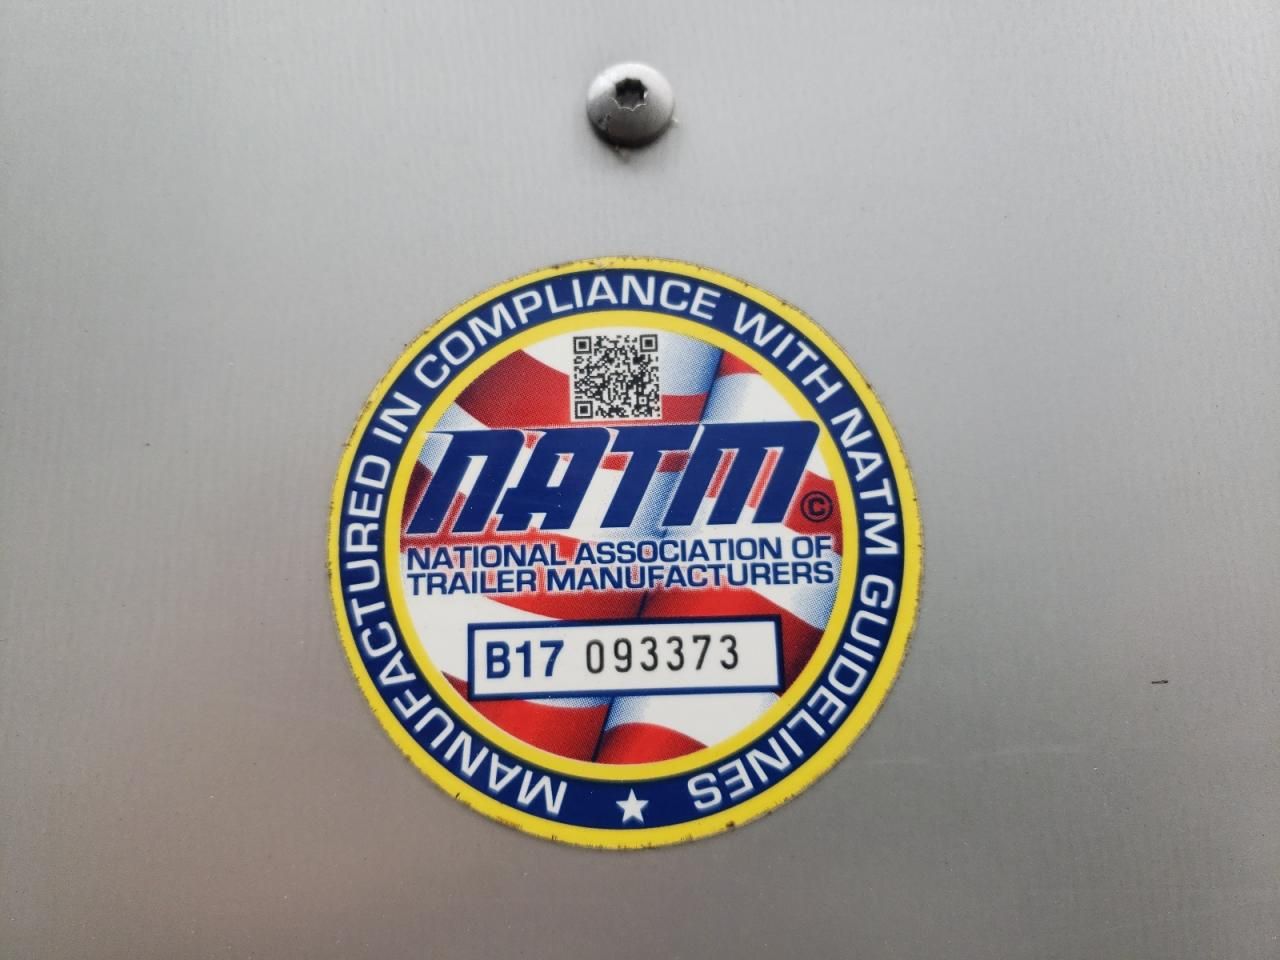 MANUFACTURED IN COMPLIANCE WITH NATM GUIDELINES
NATM ©
NATIONAL ASSOCIATION OF
TRAILER MANUFACTURERS
B17 093373